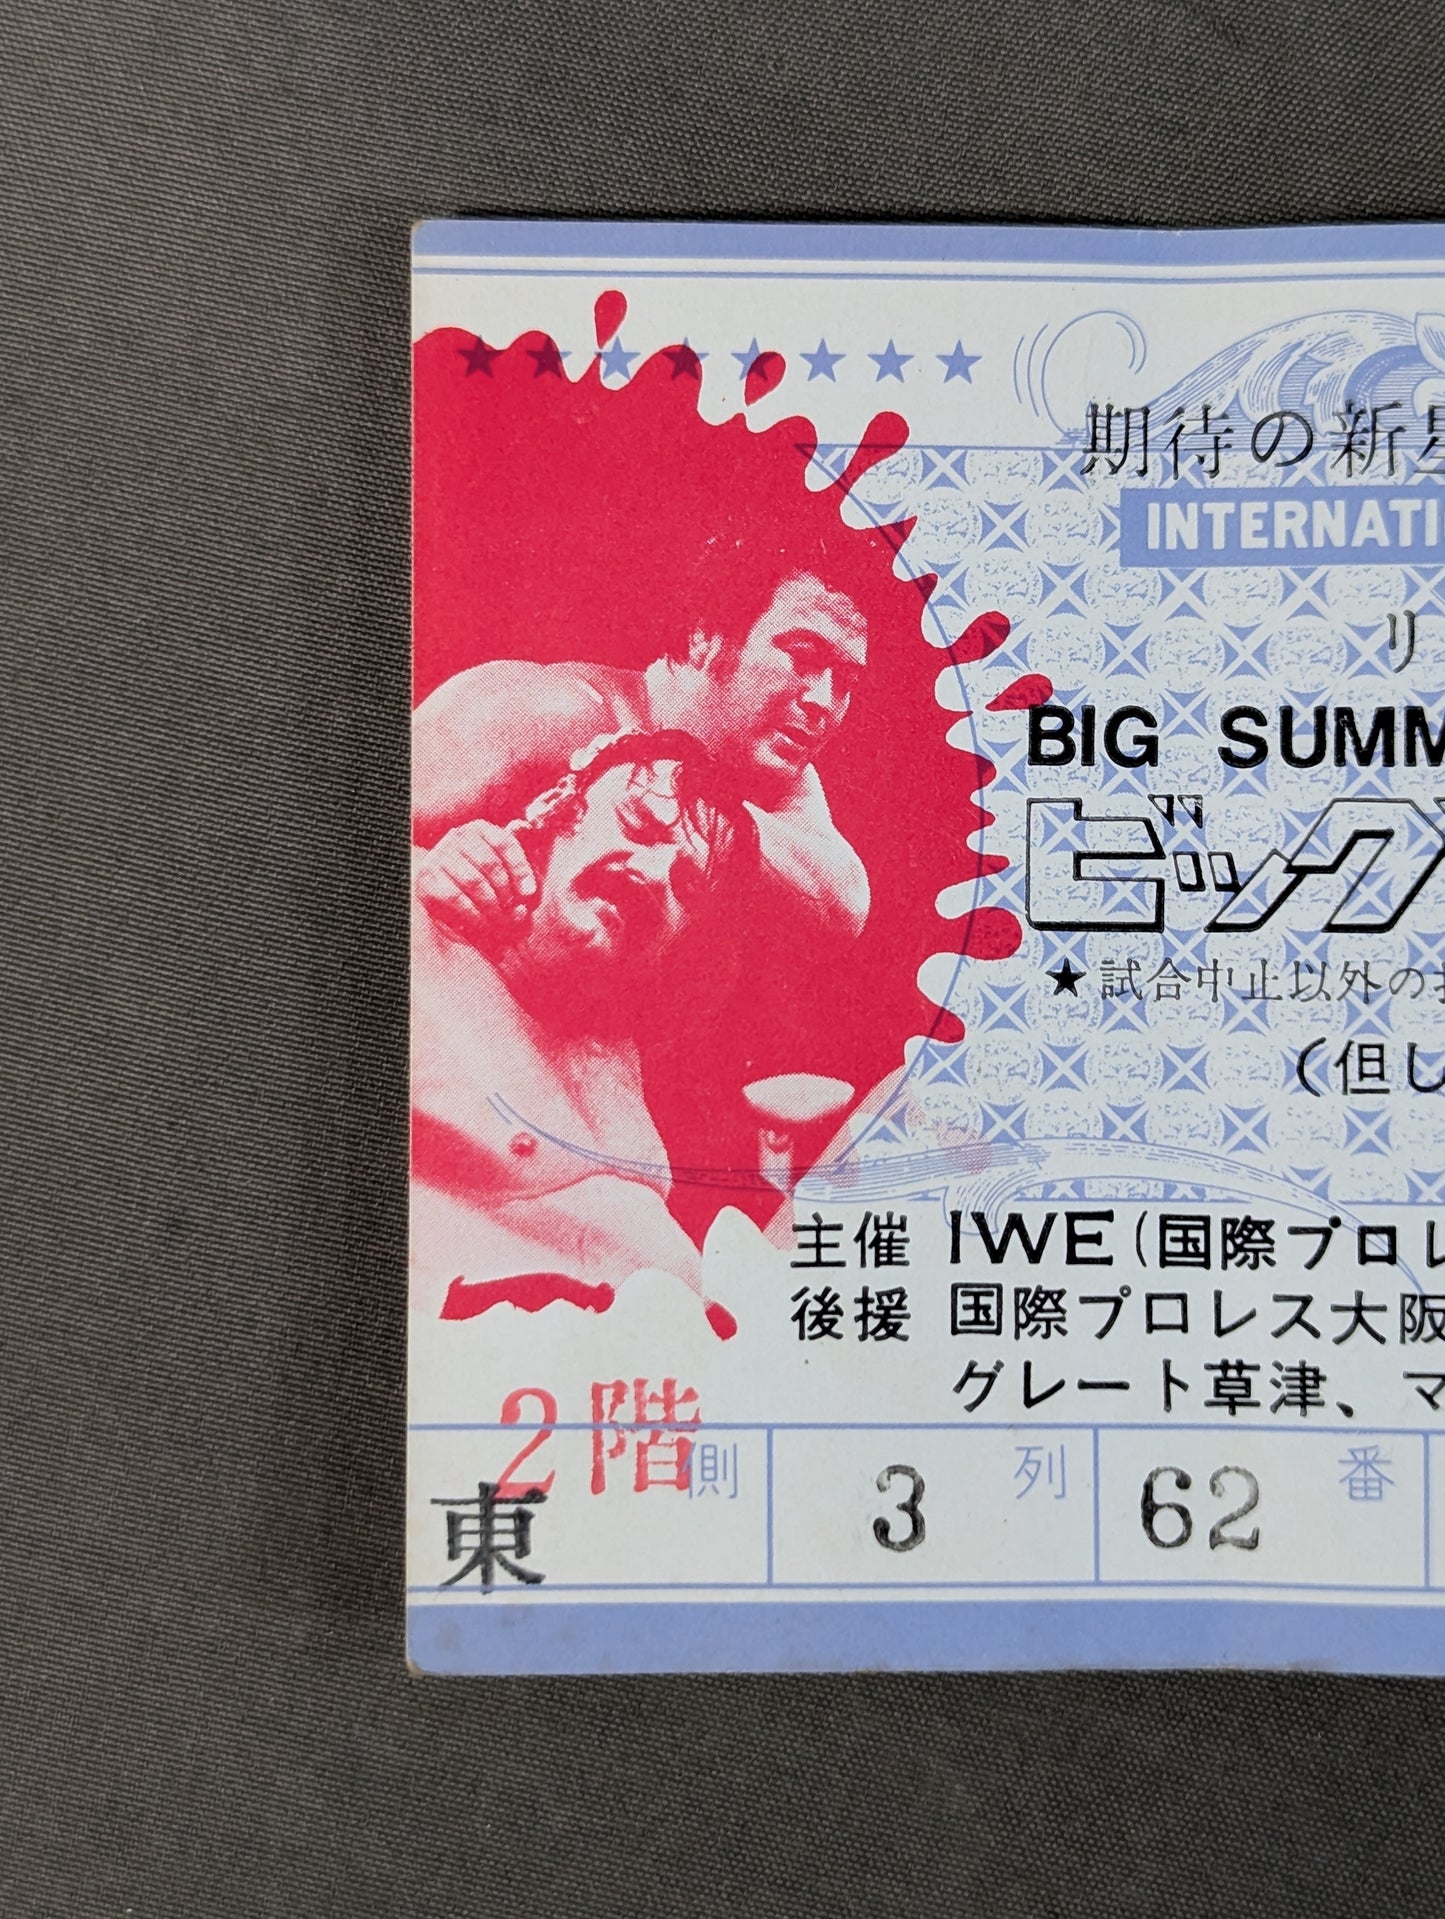 期待の新星
INTERNATI
リ
BIG SUMM
ビッグ
★試合中止以外の
(但し
主催 IWE(国際プロレ
後援 国際プロレス大阪
グレート草津、マ
2階
東 側 3 列 62 番